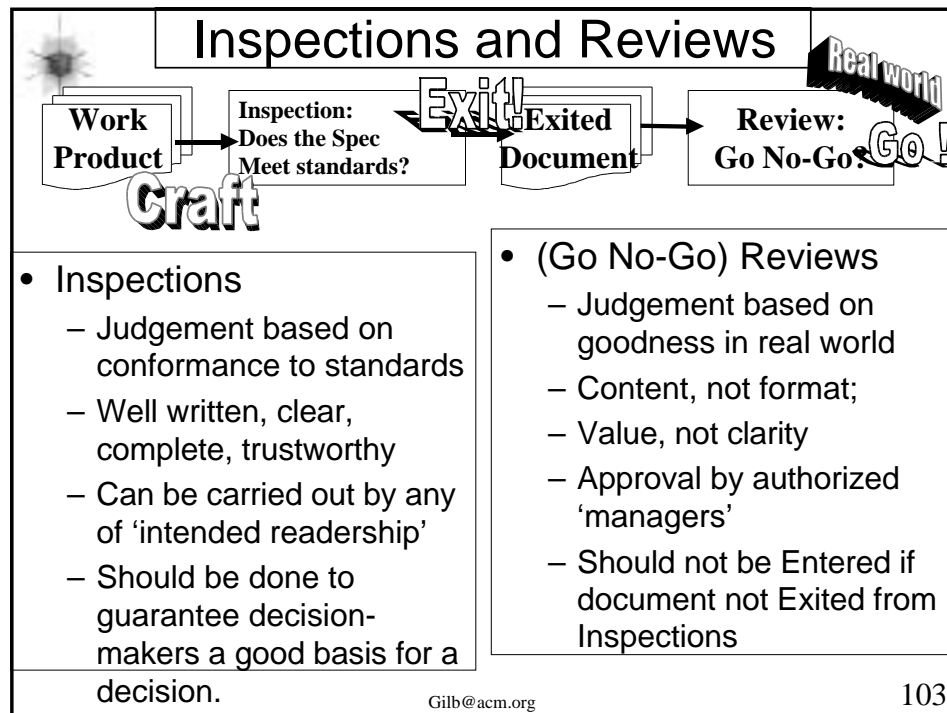 Inspections and Reviews
Real world
Work
Product
Craft
Inspection:
Does the Spec
Meet standards?
Exit!
Exited
Document
Review:
Go No-Go?
Go !
• Inspections
– Judgement based on
conformance to standards
– Well written, clear,
complete, trustworthy
– Can be carried out by any
of ‘intended readership’
– Should be done to
guarantee decision-
makers a good basis for a
decision.
• (Go No-Go) Reviews
– Judgement based on
goodness in real world
– Content, not format;
– Value, not clarity
– Approval by authorized
‘managers’
– Should not be Entered if
document not Exited from
Inspections
Gilb@acm.org
103